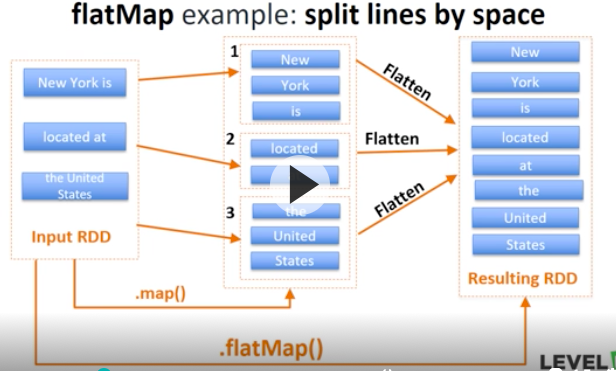 flatMap example: split lines by space
New York is
located at
the United
States
Input RDD
1
New
York
is
2
located
3
the
United
States
Flatten
Flatten
Flatten
New
York
is
located
at
the
United
States
Resulting RDD
.map()
.flatMap()
LEVEL